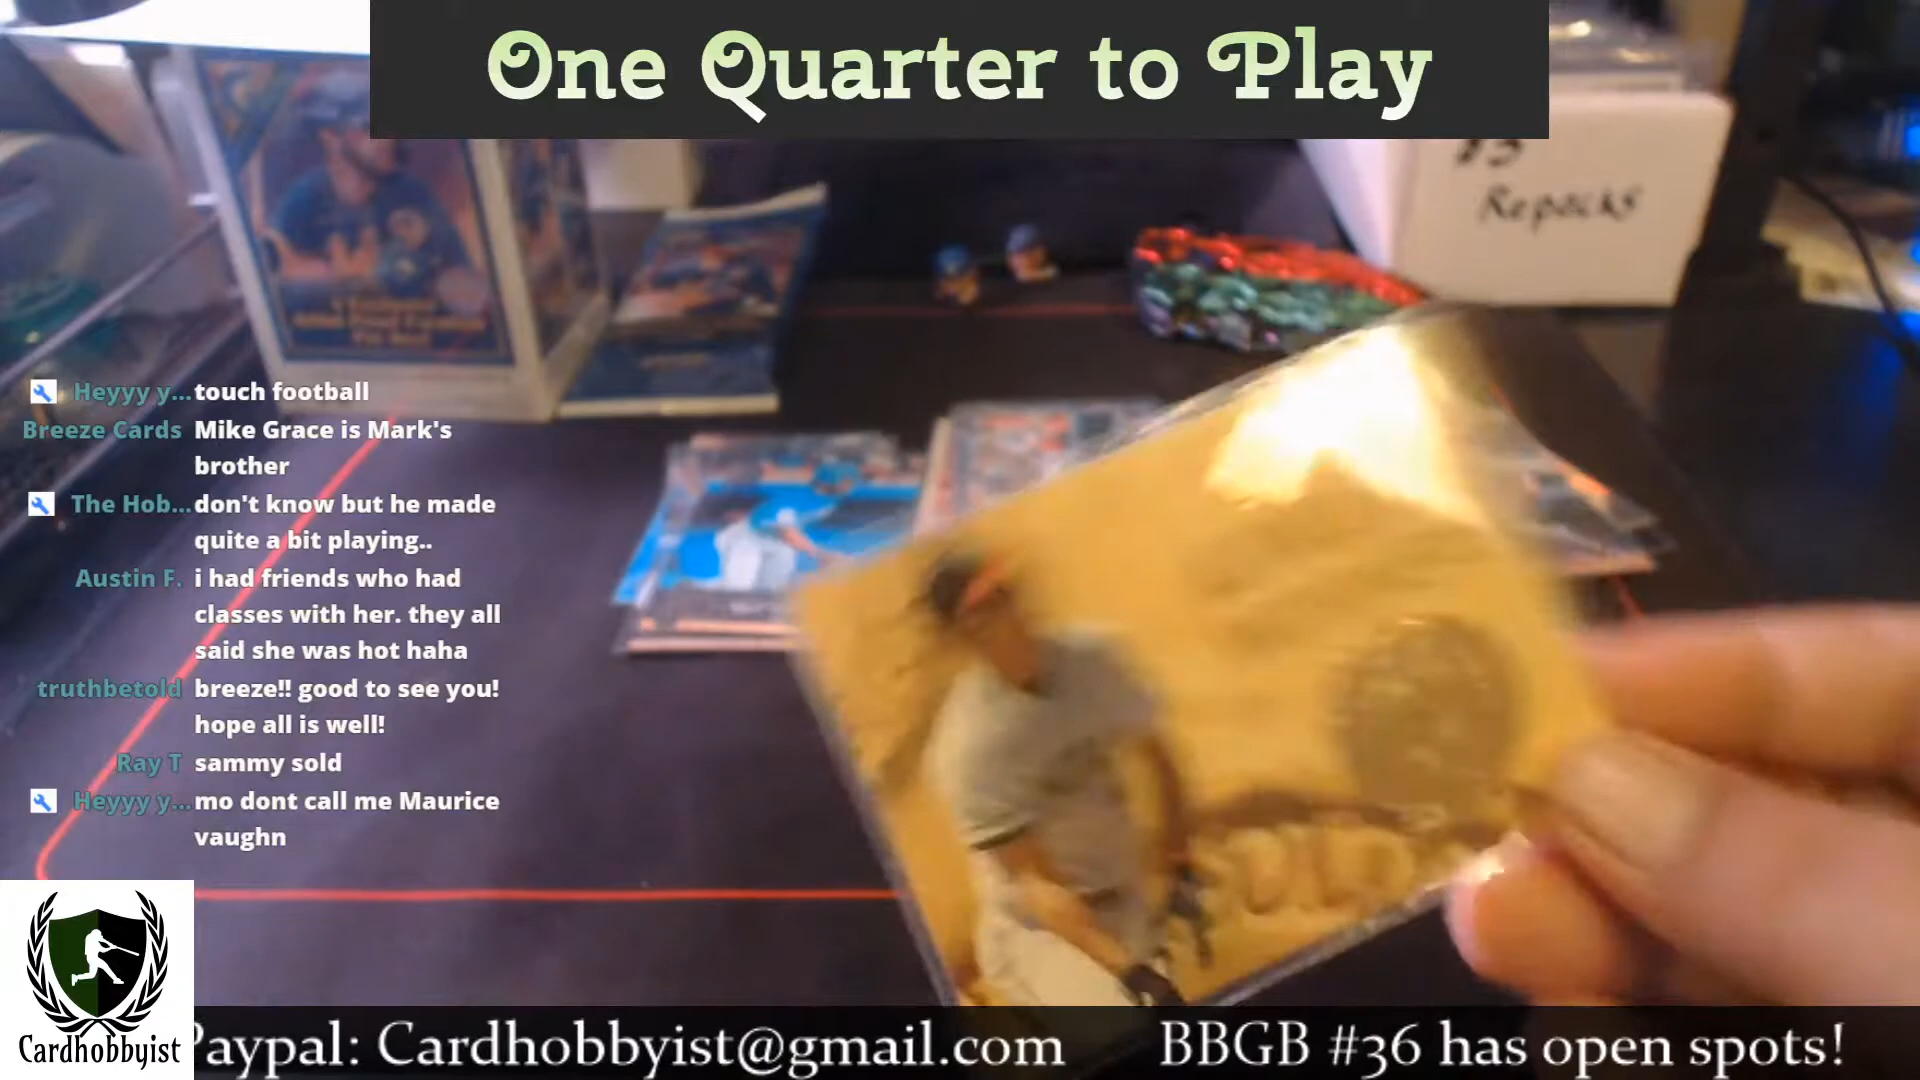 One Quarter to Play
#3
Repacks
Heyyy y... touch football
Breeze Cards Mike Grace is Mark's
brother
The Hob... don't know but he made
quite a bit playing..
Austin F. i had friends who had
classes with her. they all
said she was hot haha
truthbetold breeze!! good to see you!
hope all is well!
Ray T sammy sold
Heyyy y... mo dont call me Maurice
vaughn
Cardhobbyist
Paypal: Cardhobbyist@gmail.com BBGB #36 has open spots!